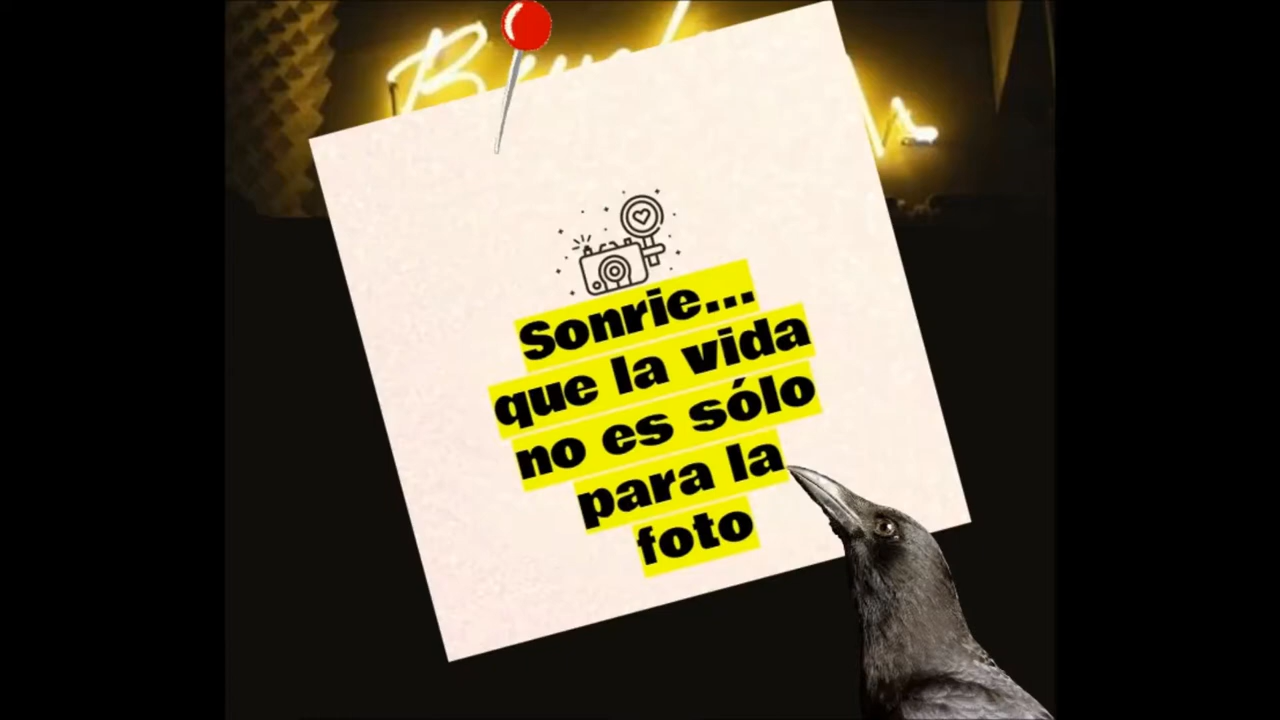 Sonrie...
que la vida
no es sólo
para la
foto